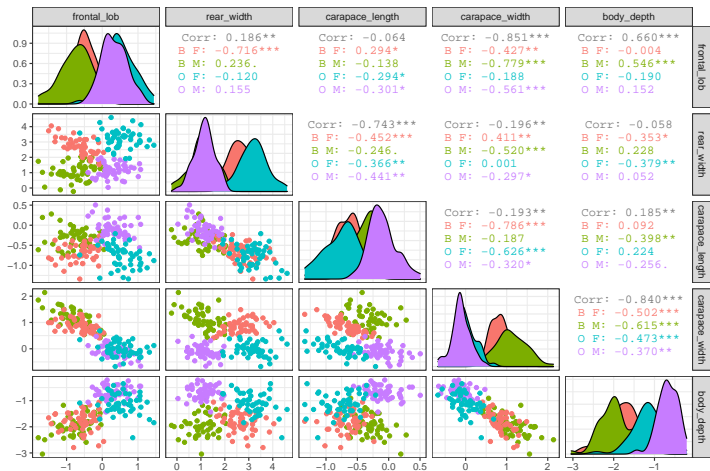 frontal_lob rear_width carapace_length carapace_width body_depth
0.0
0.3
0.6
0.9
Corr: 0.186**
B F: −0.716***
B M: 0.236.
O F: −0.120
O M: 0.155
Corr: −0.064
B F: 0.294*
B M: −0.138
O F: −0.294*
O M: −0.301*
Corr: −0.851***
B F: −0.427**
B M: −0.779***
O F: −0.188
O M: −0.561***
Corr: 0.660***
B F: −0.004
B M: 0.546***
O F: −0.190
O M: 0.152
frontal_lob
4
3
2
1
0
Corr: −0.743***
B F: −0.452***
B M: −0.246.
O F: −0.366**
O M: −0.441**
Corr: −0.196**
B F: 0.411**
B M: −0.520***
O F: 0.001
O M: −0.297*
Corr: −0.058
B F: −0.353*
B M: 0.228
O F: −0.379**
O M: 0.052
rear_width
0.5
0.0
−0.5
−1.0
Corr: −0.193**
B F: −0.786***
B M: −0.187
O F: −0.626***
O M: −0.320*
Corr: 0.185**
B F: 0.092
B M: −0.398**
O F: 0.224
O M: −0.256.
carapace_length
2
1
0
Corr: −0.840***
B F: −0.502***
B M: −0.615***
O F: −0.473***
O M: −0.370**
carapace_width
−1
−2
−3
body_depth
−1 0 1
0 1 2 3 4
−1.0 −0.5 0.0 0.5
0 1 2
−3 −2 −1